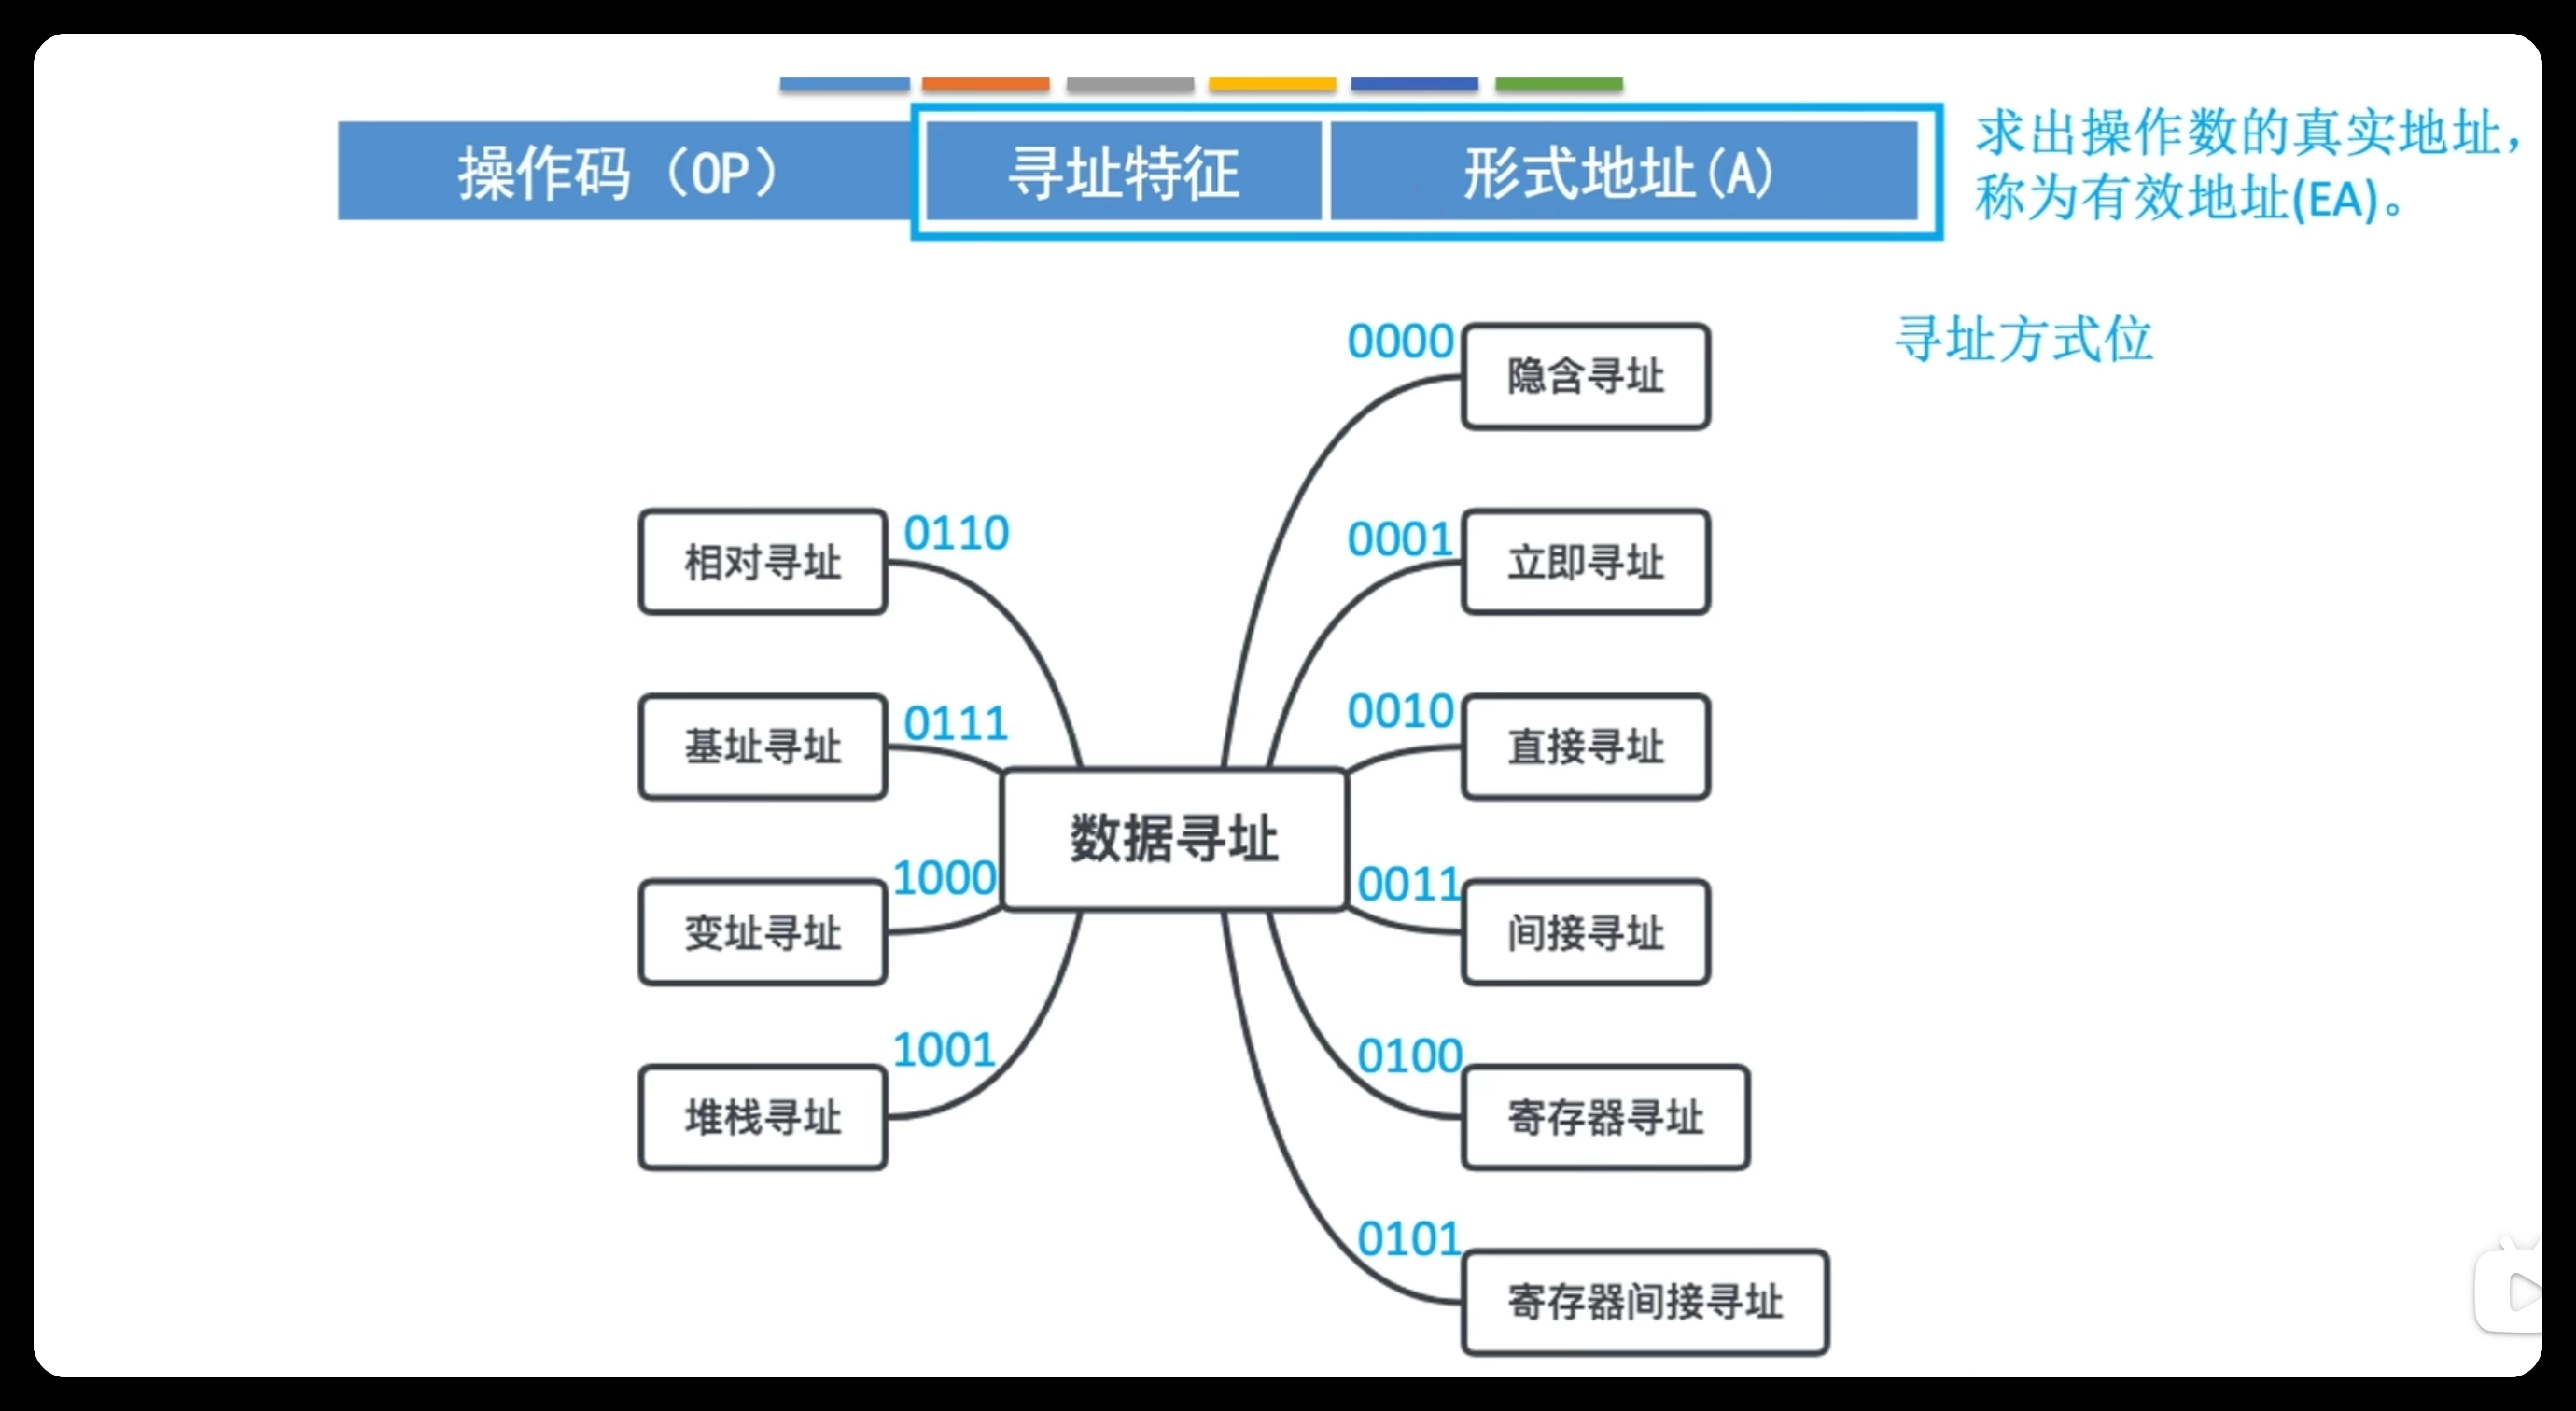 操作码（OP） 寻址特征 形式地址(A)
求出操作数的真实地址，
称为有效地址(EA)。
寻址方式位
0000 隐含寻址
相对寻址 0110
0001 立即寻址
基址寻址 0111
0010 直接寻址
数据寻址
变址寻址 1000
0011 间接寻址
堆栈寻址 1001
0100 寄存器寻址
0101 寄存器间接寻址